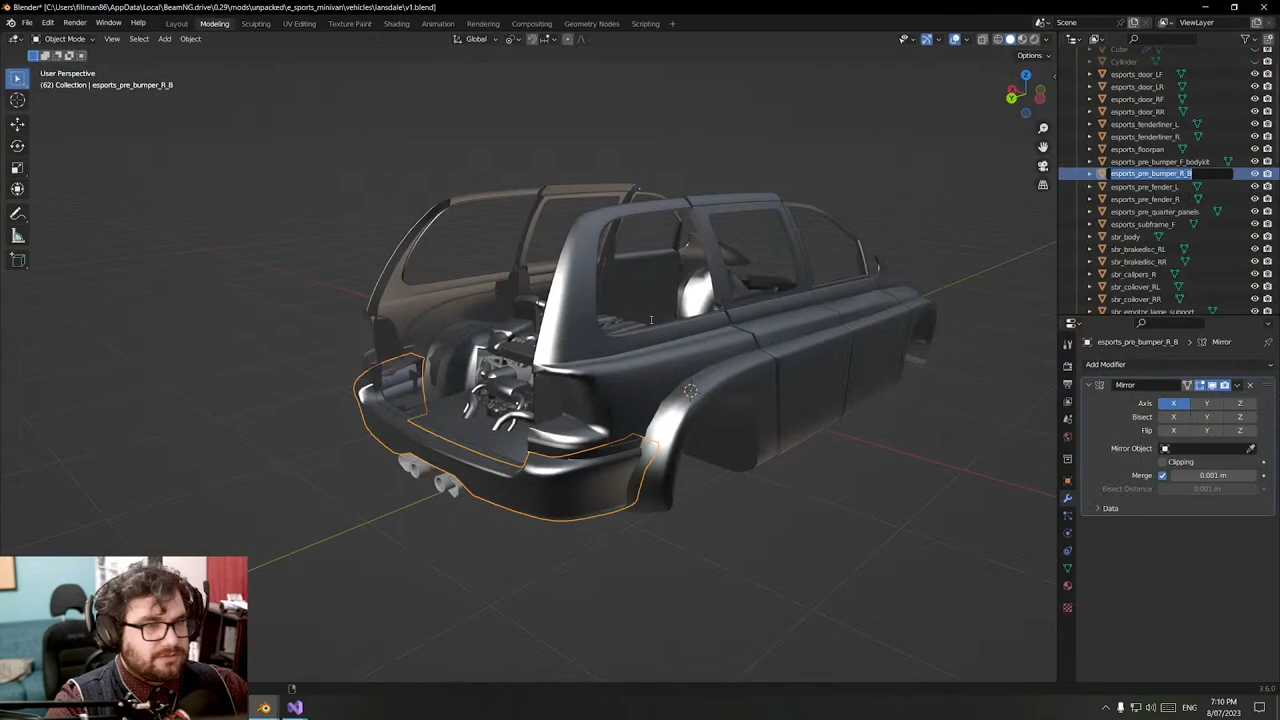 Blender* [C:\Users\fillman86\AppData\Local\BeamNG.drive\0.29\mods\unpacked\e_sports_minivan\vehicles\lansdale\v1.blend]
File Edit Render Window Help Layout Modeling Sculpting UV Editing Texture Paint Shading Animation Rendering Compositing Geometry Nodes Scripting + Scene ViewLayer
Object Mode View Select Add Object Global
Options
User Perspective
(62) Collection | esports_pre_bumper_R_B
Z
Y
Cube
Cylinder
esports_door_LF
esports_door_LR
esports_door_RF
esports_door_RR
esports_fenderliner_L
esports_fenderliner_R
esports_floorpan
esports_pre_bumper_F_bodykit
esports_pre_bumper_R_B
esports_pre_fender_L
esports_pre_fender_R
esports_pre_quarter_panels
esports_subframe_F
sbr_body
sbr_brakedisc_RL
sbr_brakedisc_RR
sbr_calipers_R
sbr_coilover_RL
sbr_coilover_RR
sbr_emotor_large_support
esports_pre_bumper_R_B > Mirror
Add Modifier
Mirror
Axis X Y Z
Bisect X Y Z
Flip X Y Z
Mirror Object
Clipping
Merge 0.001 m
Bisect Distance 0.001 m
Data
3.6.0
ENG
7:10 PM
8/07/2023